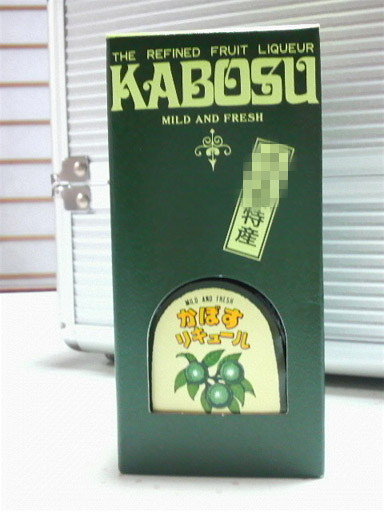 THE REFINED FRUIT LIQUEUR
KABOSU
MILD AND FRESH
特産
MILD AND FRESH
かぼす
リキュール